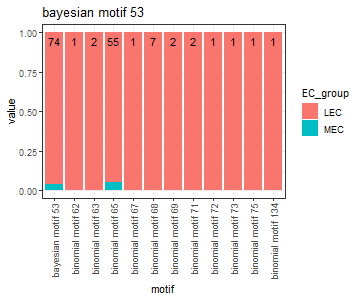 bayesian motif 53
1.00
0.75
0.50
0.25
0.00
value
74 1 2 55 1 7 2 2 1 1 1 1
bayesian motif 53
binomial motif 62
binomial motif 63
binomial motif 65
binomial motif 67
binomial motif 68
binomial motif 69
binomial motif 71
binomial motif 72
binomial motif 73
binomial motif 75
binomial motif 134
motif
EC_group
LEC
MEC